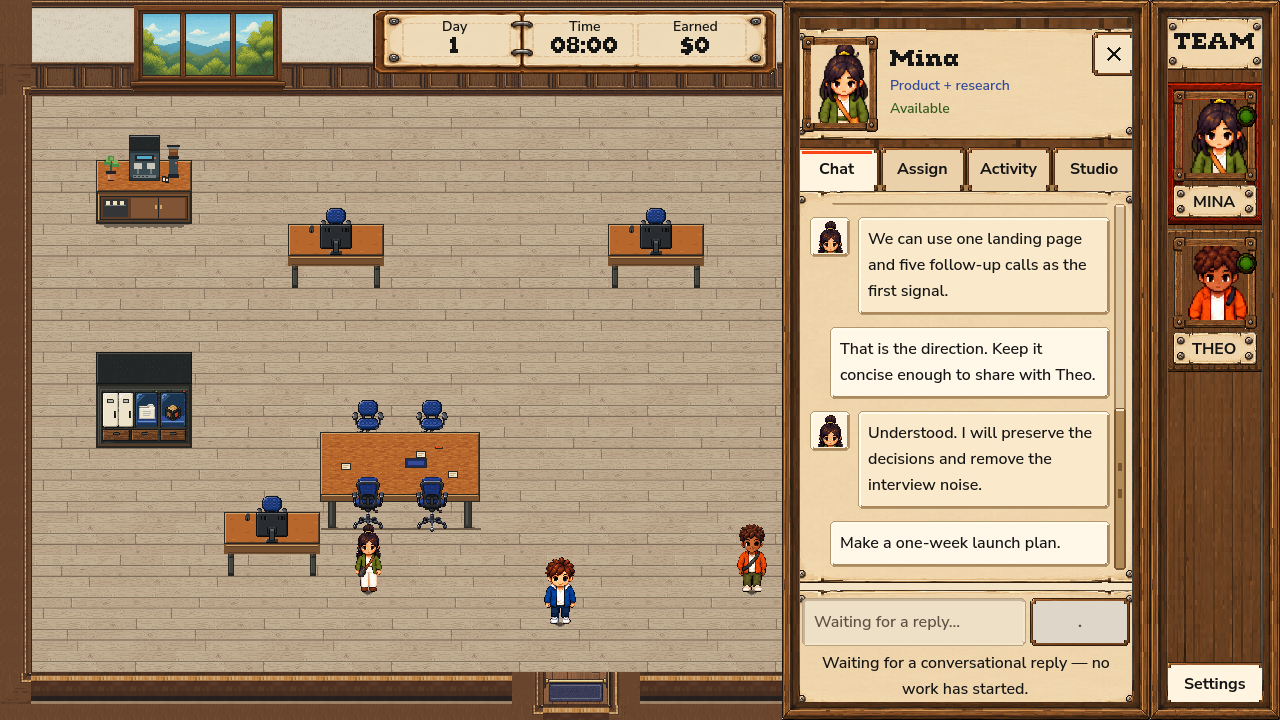 Day
1
Time
08:00
Earned
$0
Mina
Product + research
Available
Chat
Assign
Activity
Studio
We can use one landing page
and five follow-up calls as the
first signal.
That is the direction. Keep it
concise enough to share with Theo.
Understood. I will preserve the
decisions and remove the
interview noise.
Make a one-week launch plan.
Waiting for a reply...
.
Waiting for a conversational reply — no
work has started.
TEAM
MINA
THEO
Settings